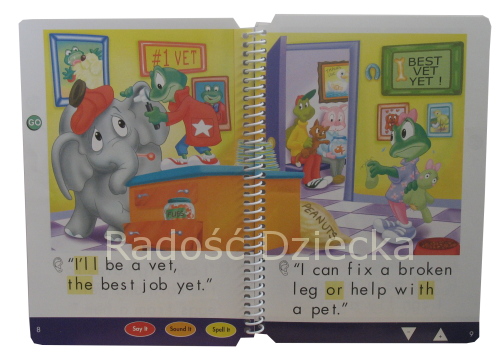 #1 VET
BEST
VET
YET!
GO
PEANUTS
Radość Dziecka
"I'll be a vet,
the best job yet."
"I can fix a broken
leg or help with
a pet."
8
Say It
Sound It
Spell It
9